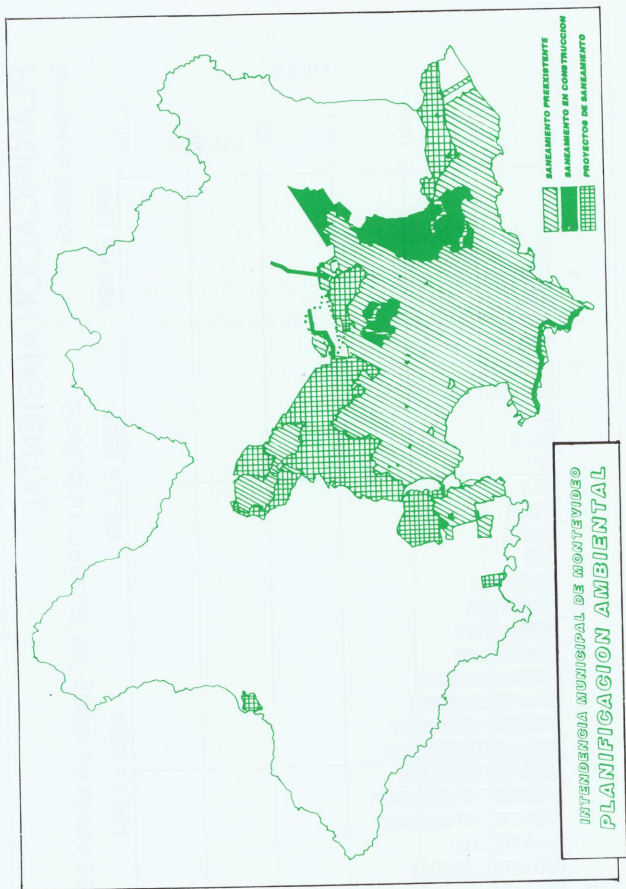 SANEAMIENTO PREEXISTENTE
SANEAMIENTO EN CONSTRUCCION
PROYECTOS DE SANEAMIENTO
INTENDENCIA MUNICIPAL DE MONTEVIDEO
PLANIFICACION AMBIENTAL